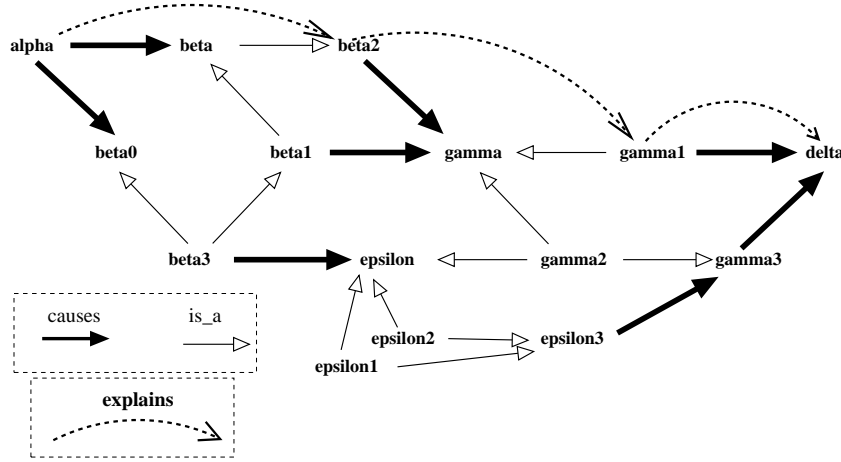 alpha beta beta2
beta0 beta1 gamma gamma1 delta
beta3 epsilon gamma2 gamma3
causes is_a
epsilon2 epsilon3
epsilon1
explains